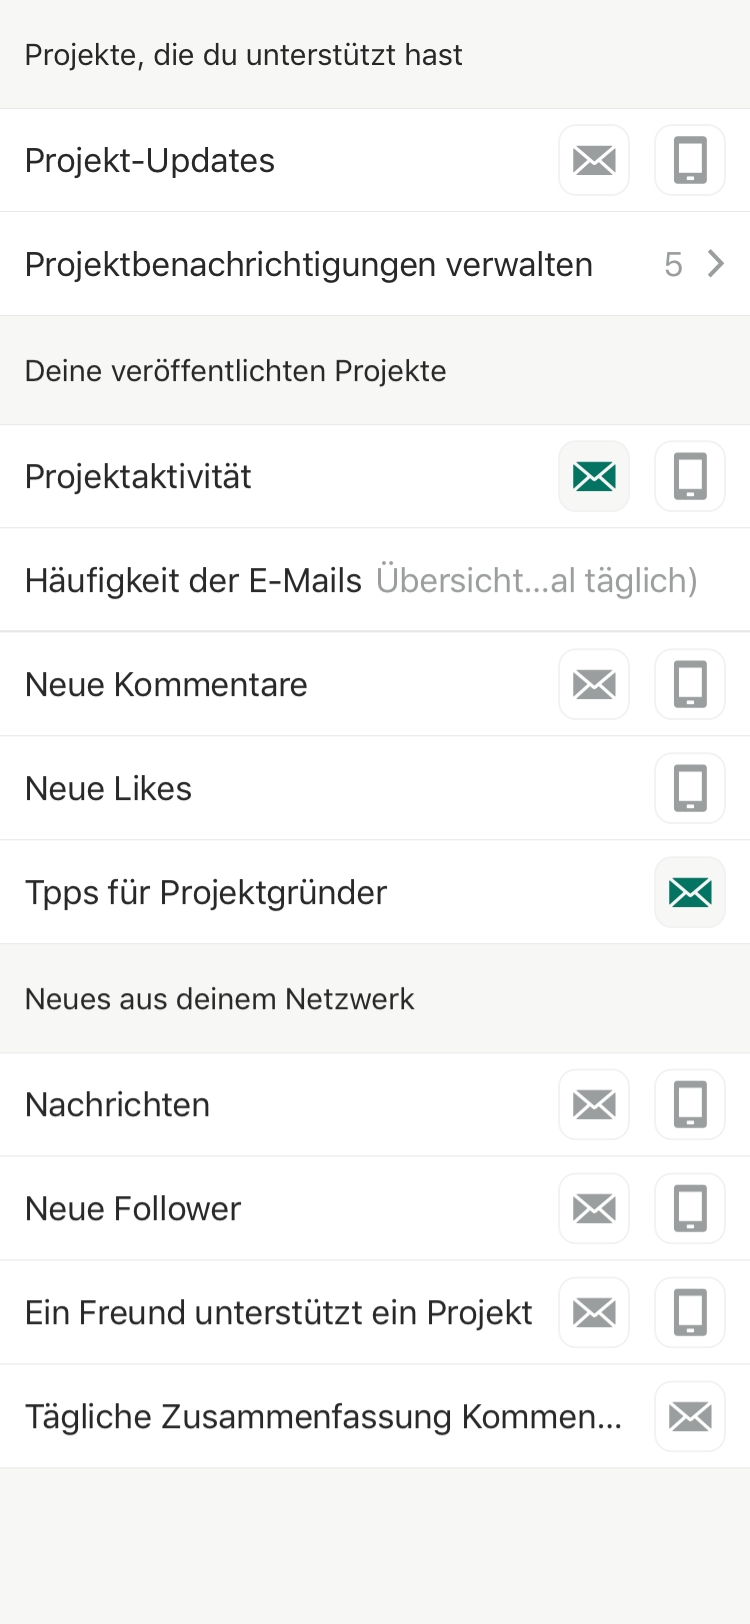 Projekte, die du unterstützt hast
Projekt-Updates
Projektbenachrichtigungen verwalten 5
Deine veröffentlichten Projekte
Projektaktivität
Häufigkeit der E-Mails Übersicht...al täglich)
Neue Kommentare
Neue Likes
Tpps für Projektgründer
Neues aus deinem Netzwerk
Nachrichten
Neue Follower
Ein Freund unterstützt ein Projekt
Tägliche Zusammenfassung Kommen...